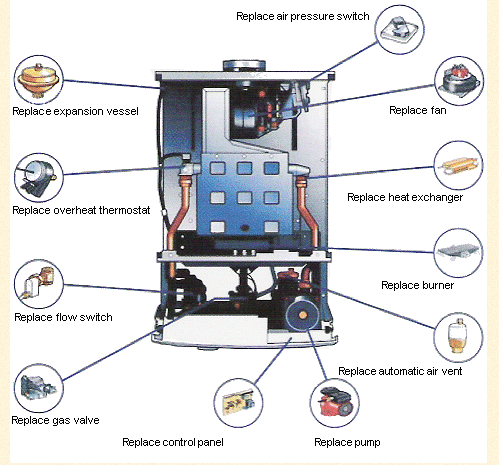 Replace air pressure switch
Replace expansion vessel
Replace fan
Replace overheat thermostat
Replace heat exchanger
Replace burner
Replace flow switch
Replace automatic air vent
Replace gas valve
Replace control panel
Replace pump